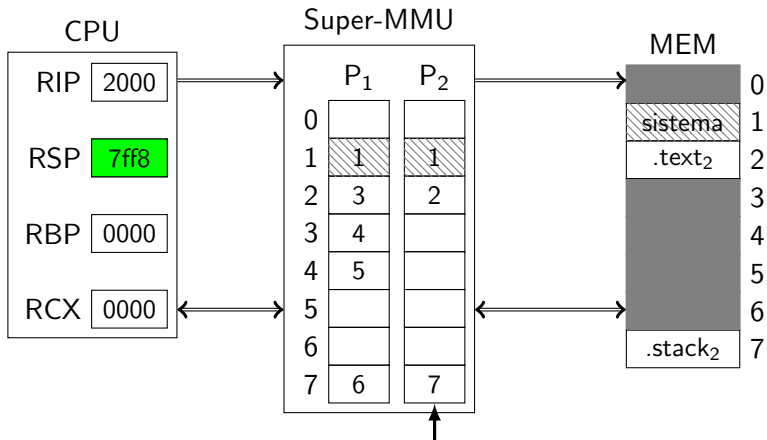 CPU
RIP 2000
RSP 7ff8
RBP 0000
RCX 0000
Super-MMU
P1 P2
0
1 1 1
2 3 2
3 4
4 5
5
6
7 6 7
MEM
0
sistema 1
.text2 2
3
4
5
6
.stack2 7